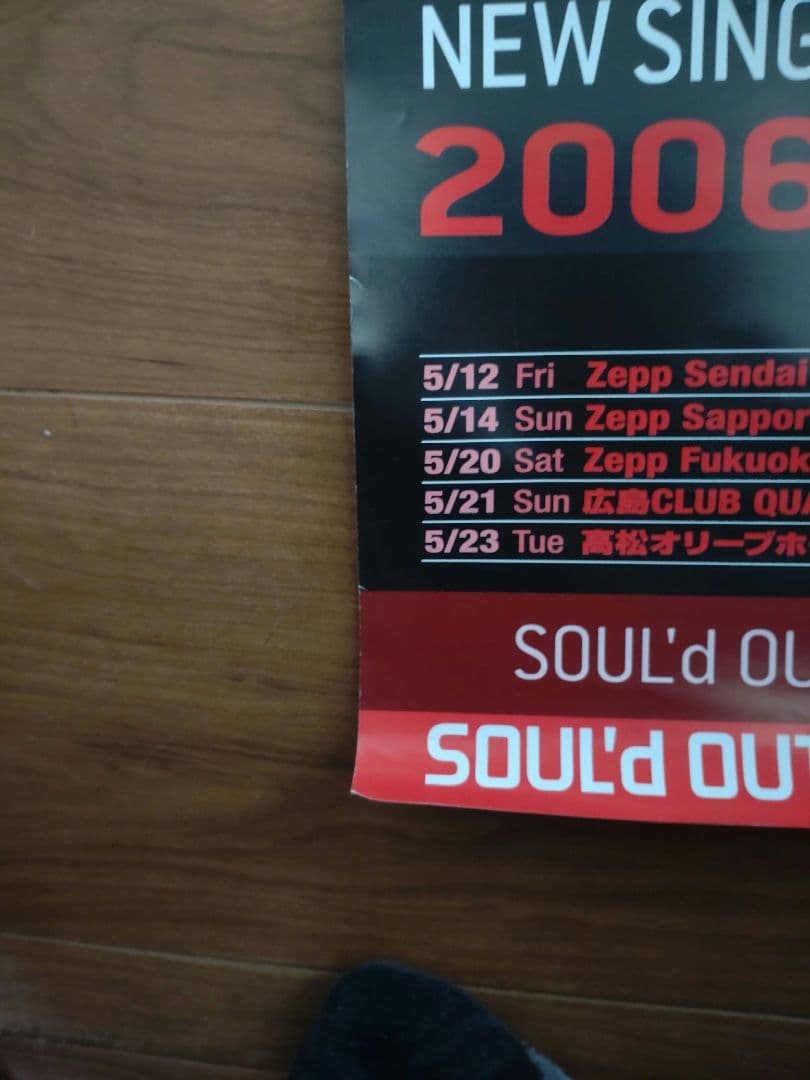 NEW SING
2006
5/12 Fri Zepp Sendai
5/14 Sun Zepp Sappor
5/20 Sat Zepp Fukuok
5/21 Sun 広島CLUB QUA
5/23 Tue 高松オリーブホ
SOUL'd OU
SOUL'd OUT